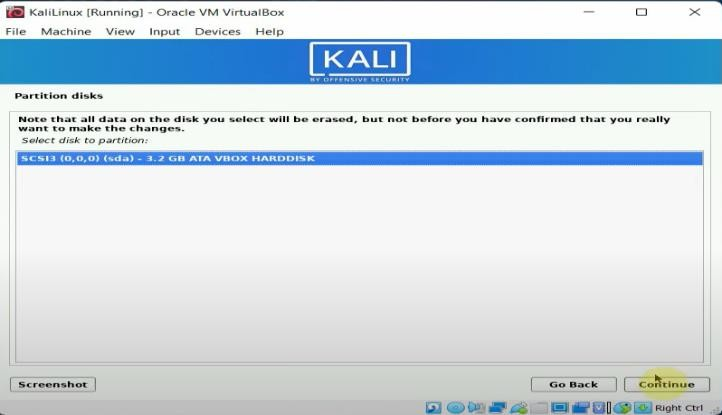 KaliLinux [Running] - Oracle VM VirtualBox
File Machine View Input Devices Help
KALI
BY OFFENSIVE SECURITY
Partition disks
Note that all data on the disk you select will be erased, but not before you have confirmed that you really
want to make the changes.
Select disk to partition:
SCSI3 (0,0,0) (sda) - 3.2 GB ATA VBOX HARDDISK
Screenshot Go Back Continue
Right Ctrl